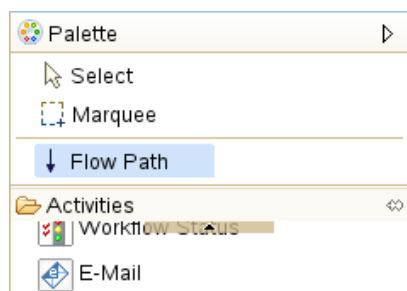 Palette
Select
Marquee
Flow Path
Activities
Workflow Status
E-Mail